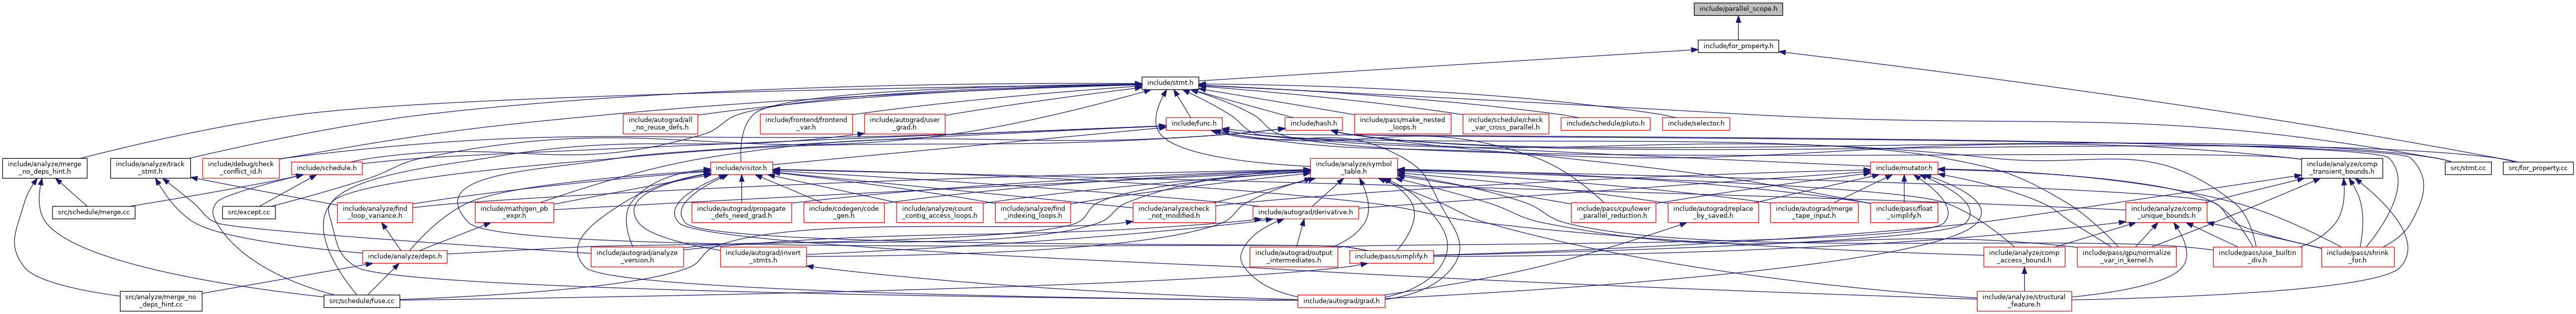 include/parallel_scope.h
include/for_property.h
include/stmt.h
include/autograd/all
_no_reuse_defs.h
include/frontend/frontend
_var.h
include/autograd/user
_grad.h
include/func.h
include/hash.h
include/pass/make_nested
_loops.h
include/schedule/check
_var_cross_parallel.h
include/schedule/pluto.h
include/selector.h
include/analyze/merge
_no_deps_hint.h
include/analyze/track
_stmt.h
include/debug/check
_conflict_id.h
include/schedule.h
include/visitor.h
include/analyze/symbol
_table.h
include/mutator.h
include/analyze/comp
_transient_bounds.h
src/stmt.cc
src/for_property.cc
src/schedule/merge.cc
src/except.cc
include/analyze/find
_loop_variance.h
include/math/gen_pb
_expr.h
include/autograd/propagate
_defs_need_grad.h
include/codegen/code
_gen.h
include/analyze/count
_contig_access_loops.h
include/analyze/find
_indexing_loops.h
include/analyze/check
_not_modified.h
include/autograd/derivative.h
include/pass/cpu/lower
_parallel_reduction.h
include/autograd/replace
_by_saved.h
include/autograd/merge
_tape_input.h
include/pass/float
_simplify.h
include/analyze/comp
_unique_bounds.h
include/analyze/deps.h
include/autograd/analyze
_version.h
include/autograd/invert
_stmts.h
include/autograd/output
_intermediates.h
include/pass/simplify.h
include/analyze/comp
_access_bound.h
include/pass/gpu/normalize
_var_in_kernel.h
include/pass/use_builtin
_div.h
include/pass/shrink
_for.h
src/analyze/merge_no
_deps_hint.cc
src/schedule/fuse.cc
include/autograd/grad.h
include/analyze/structural
_feature.h